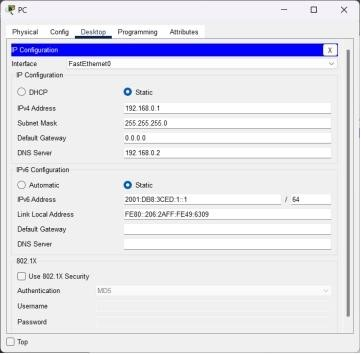 PC
Physical Config Desktop Programming Attributes
IP Configuration X
Interface FastEthernet0
IP Configuration
DHCP Static
IPv4 Address 192.168.0.1
Subnet Mask 255.255.255.0
Default Gateway 0.0.0.0
DNS Server 192.168.0.2
IPv6 Configuration
Automatic Static
IPv6 Address 2001:DB8:3CED:1::1 / 64
Link Local Address FE80::206:2AFF:FE49:6309
Default Gateway
DNS Server
802.1X
Use 802.1X Security
Authentication MD5
Username
Password
Top